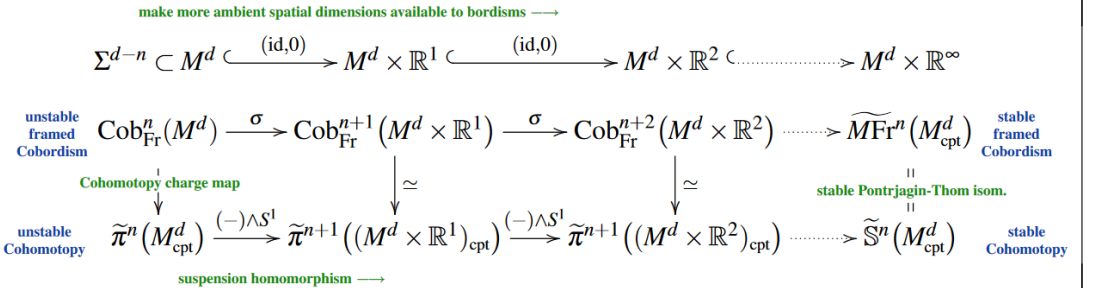 make more ambient spatial dimensions available to bordisms ⟶
(id,0) (id,0)
Σ^{d−n} ⊂ M^d ↪ M^d × ℝ^1 ↪ M^d × ℝ^2 ↪ M^d × ℝ^∞
unstable framed Cobordism
Cob^n_Fr(M^d) —σ→ Cob^{n+1}_Fr(M^d × ℝ^1) —σ→ Cob^{n+2}_Fr(M^d × ℝ^2) ⋯> \widetilde{MFr}^n(M^d_cpt)
stable framed Cobordism
Cohomotopy charge map
≃ ≃
stable Pontrjagin-Thom isom.
unstable Cohomotopy
π̃^n(M^d_cpt) —(−)∧S^1→ π̃^{n+1}((M^d × ℝ^1)_cpt) —(−)∧S^1→ π̃^{n+1}((M^d × ℝ^2)_cpt) ⋯> 𝕊̃^n(M^d_cpt)
stable Cohomotopy
suspension homomorphism ⟶